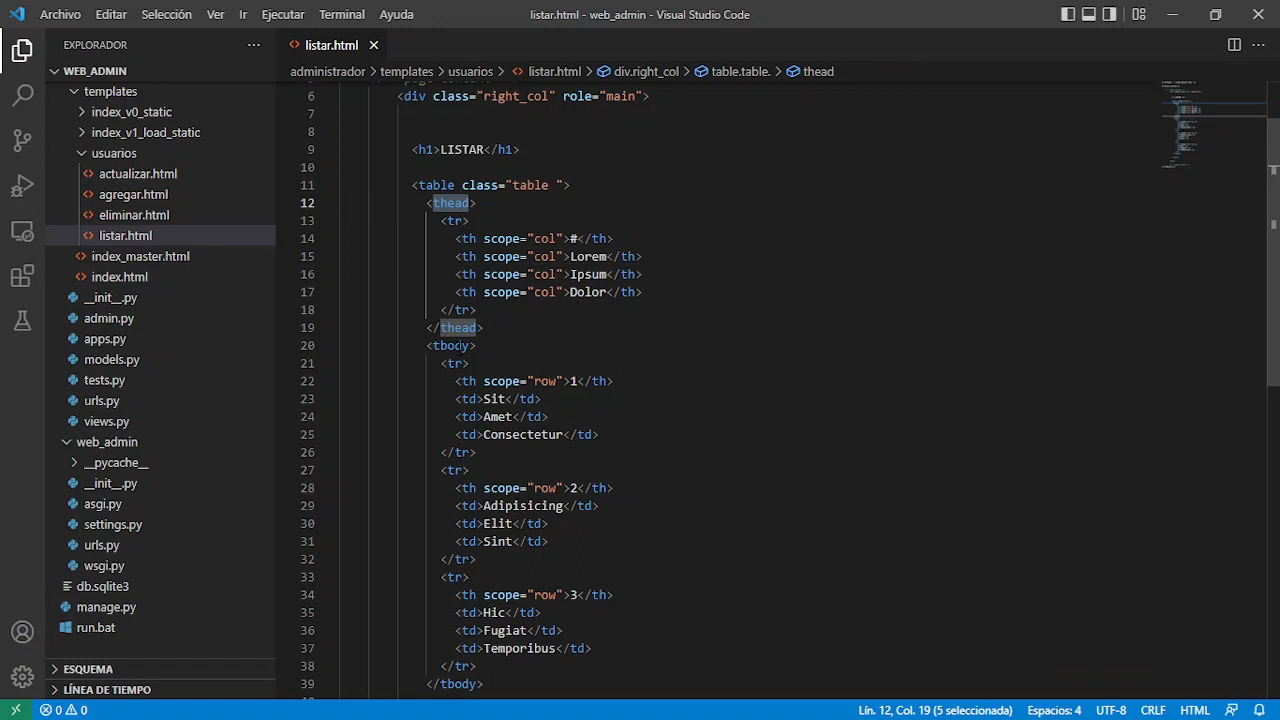 Archivo Editar Selección Ver Ir Ejecutar Terminal Ayuda listar.html - web_admin - Visual Studio Code
EXPLORADOR
WEB_ADMIN
templates
index_v0_static
index_v1_load_static
usuarios
actualizar.html
agregar.html
eliminar.html
listar.html
index_master.html
index.html
__init__.py
admin.py
apps.py
models.py
tests.py
urls.py
views.py
web_admin
__pycache__
__init__.py
asgi.py
settings.py
urls.py
wsgi.py
db.sqlite3
manage.py
run.bat
ESQUEMA
LÍNEA DE TIEMPO
listar.html
administrador > templates > usuarios > listar.html > div.right_col > table.table. > thead
6 <div class="right_col" role="main">
7
8
9 <h1>LISTAR</h1>
10
11 <table class="table ">
12 <thead>
13 <tr>
14 <th scope="col">#</th>
15 <th scope="col">Lorem</th>
16 <th scope="col">Ipsum</th>
17 <th scope="col">Dolor</th>
18 </tr>
19 </thead>
20 <tbody>
21 <tr>
22 <th scope="row">1</th>
23 <td>Sit</td>
24 <td>Amet</td>
25 <td>Consectetur</td>
26 </tr>
27 <tr>
28 <th scope="row">2</th>
29 <td>Adipisicing</td>
30 <td>Elit</td>
31 <td>Sint</td>
32 </tr>
33 <tr>
34 <th scope="row">3</th>
35 <td>Hic</td>
36 <td>Fugiat</td>
37 <td>Temporibus</td>
38 </tr>
39 </tbody>
0 0 Lín. 12, Col. 19 (5 seleccionada) Espacios: 4 UTF-8 CRLF HTML